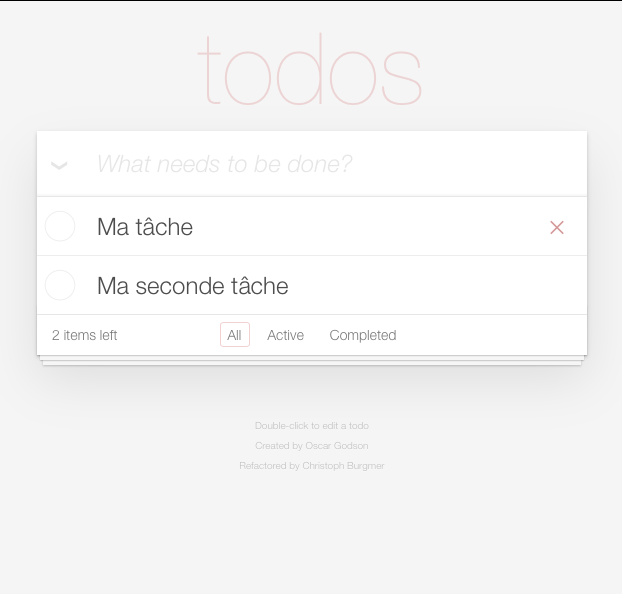 todos
What needs to be done?
Ma tâche
Ma seconde tâche
2 items left All Active Completed
Double-click to edit a todo
Created by Oscar Godson
Refactored by Christoph Burgmer